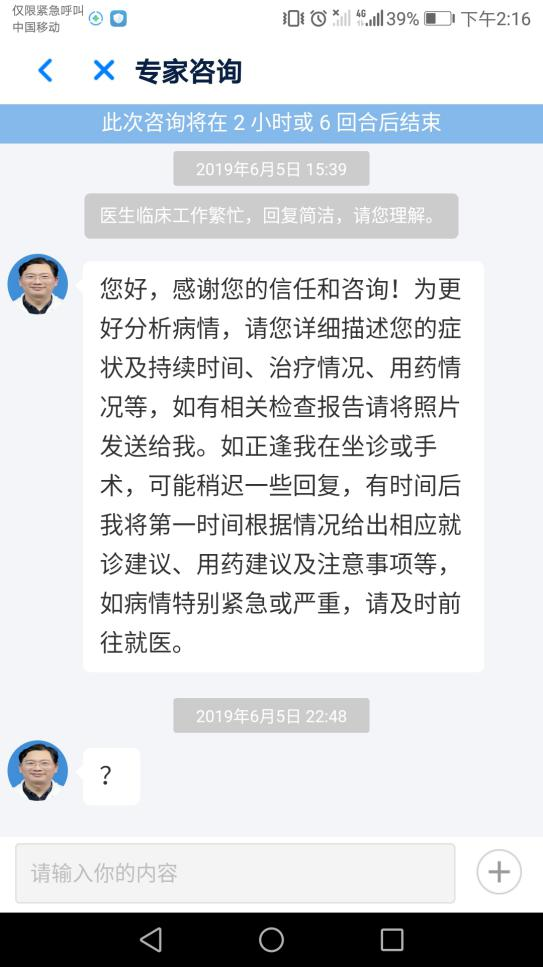 仅限紧急呼叫
中国移动
4G
39%
下午2:16
专家咨询
此次咨询将在 2 小时或 6 回合后结束
2019年6月5日 15:39
医生临床工作繁忙，回复简洁，请您理解。
您好，感谢您的信任和咨询！为更
好分析病情，请您详细描述您的症
状及持续时间、治疗情况、用药情
况等，如有相关检查报告请将照片
发送给我。如正逢我在坐诊或手
术，可能稍迟一些回复，有时间后
我将第一时间根据情况给出相应就
诊建议、用药建议及注意事项等，
如病情特别紧急或严重，请及时前
往就医。
2019年6月5日 22:48
？
请输入你的内容